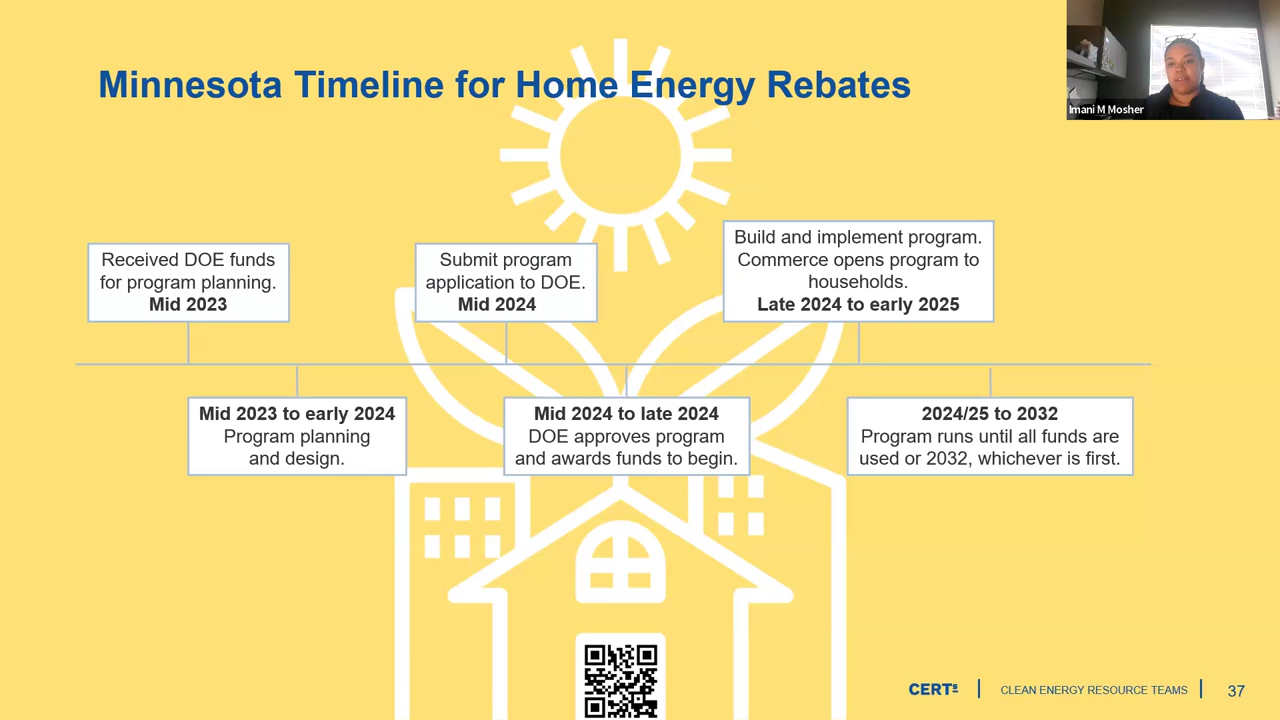 Minnesota Timeline for Home Energy Rebates
Imani M Mosher
Received DOE funds
for program planning.
Mid 2023
Submit program
application to DOE.
Mid 2024
Build and implement program.
Commerce opens program to
households.
Late 2024 to early 2025
Mid 2023 to early 2024
Program planning
and design.
Mid 2024 to late 2024
DOE approves program
and awards funds to begin.
2024/25 to 2032
Program runs until all funds are
used or 2032, whichever is first.
CERTs | CLEAN ENERGY RESOURCE TEAMS | 37